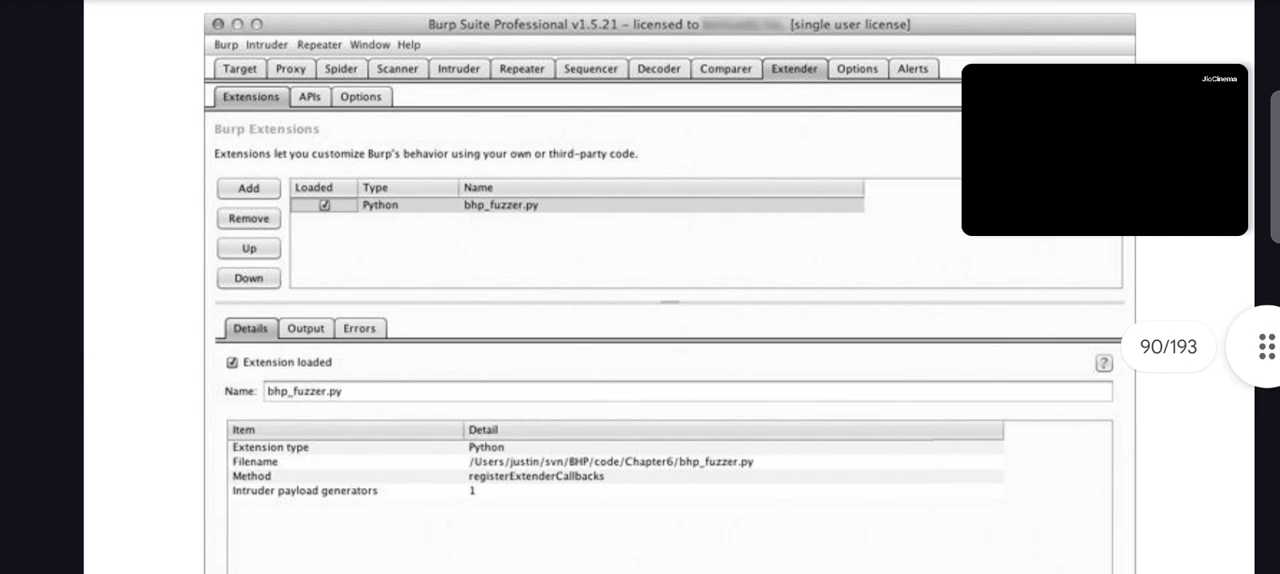 Burp Suite Professional v1.5.21 – licensed to [single user license]
Burp Intruder Repeater Window Help
Target Proxy Spider Scanner Intruder Repeater Sequencer Decoder Comparer Extender Options Alerts
JioCinema
Extensions APIs Options
Burp Extensions
Extensions let you customize Burp's behavior using your own or third-party code.
Add Loaded Type Name
Python bhp_fuzzer.py
Remove
Up
Down
Details Output Errors
90/193
Extension loaded ?
Name: bhp_fuzzer.py
Item Detail
Extension type Python
Filename /Users/justin/svn/BHP/code/Chapter6/bhp_fuzzer.py
Method registerExtenderCallbacks
Intruder payload generators 1